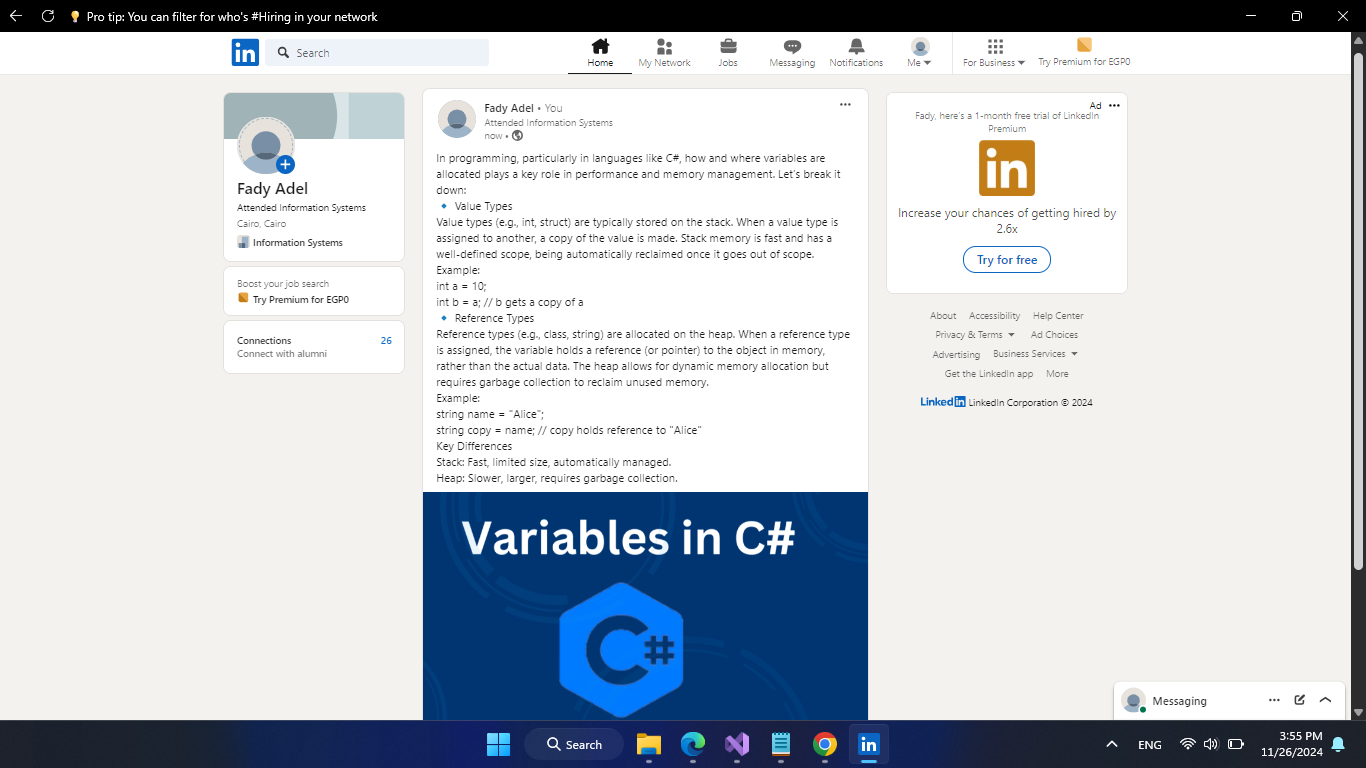 Pro tip: You can filter for who's #Hiring in your network
in
Search
Home
My Network
Jobs
Messaging
Notifications
Me
For Business
Try Premium for EGP0
Fady Adel
Attended Information Systems
Cairo, Cairo
Information Systems
Boost your job search
Try Premium for EGP0
Connections 26
Connect with alumni
Fady Adel • You
Attended Information Systems
now •
In programming, particularly in languages like C#, how and where variables are
allocated plays a key role in performance and memory management. Let's break it
down:
Value Types
Value types (e.g., int, struct) are typically stored on the stack. When a value type is
assigned to another, a copy of the value is made. Stack memory is fast and has a
well-defined scope, being automatically reclaimed once it goes out of scope.
Example:
int a = 10;
int b = a; // b gets a copy of a
Reference Types
Reference types (e.g., class, string) are allocated on the heap. When a reference type
is assigned, the variable holds a reference (or pointer) to the object in memory,
rather than the actual data. The heap allows for dynamic memory allocation but
requires garbage collection to reclaim unused memory.
Example:
string name = "Alice";
string copy = name; // copy holds reference to "Alice"
Key Differences
Stack: Fast, limited size, automatically managed.
Heap: Slower, larger, requires garbage collection.
Variables in C#
C#
Ad
Fady, here's a 1-month free trial of LinkedIn
Premium
in
Increase your chances of getting hired by
2.6x
Try for free
About Accessibility Help Center
Privacy & Terms Ad Choices
Advertising Business Services
Get the LinkedIn app More
Linkedin LinkedIn Corporation © 2024
Messaging
Search
in
ENG
3:55 PM
11/26/2024